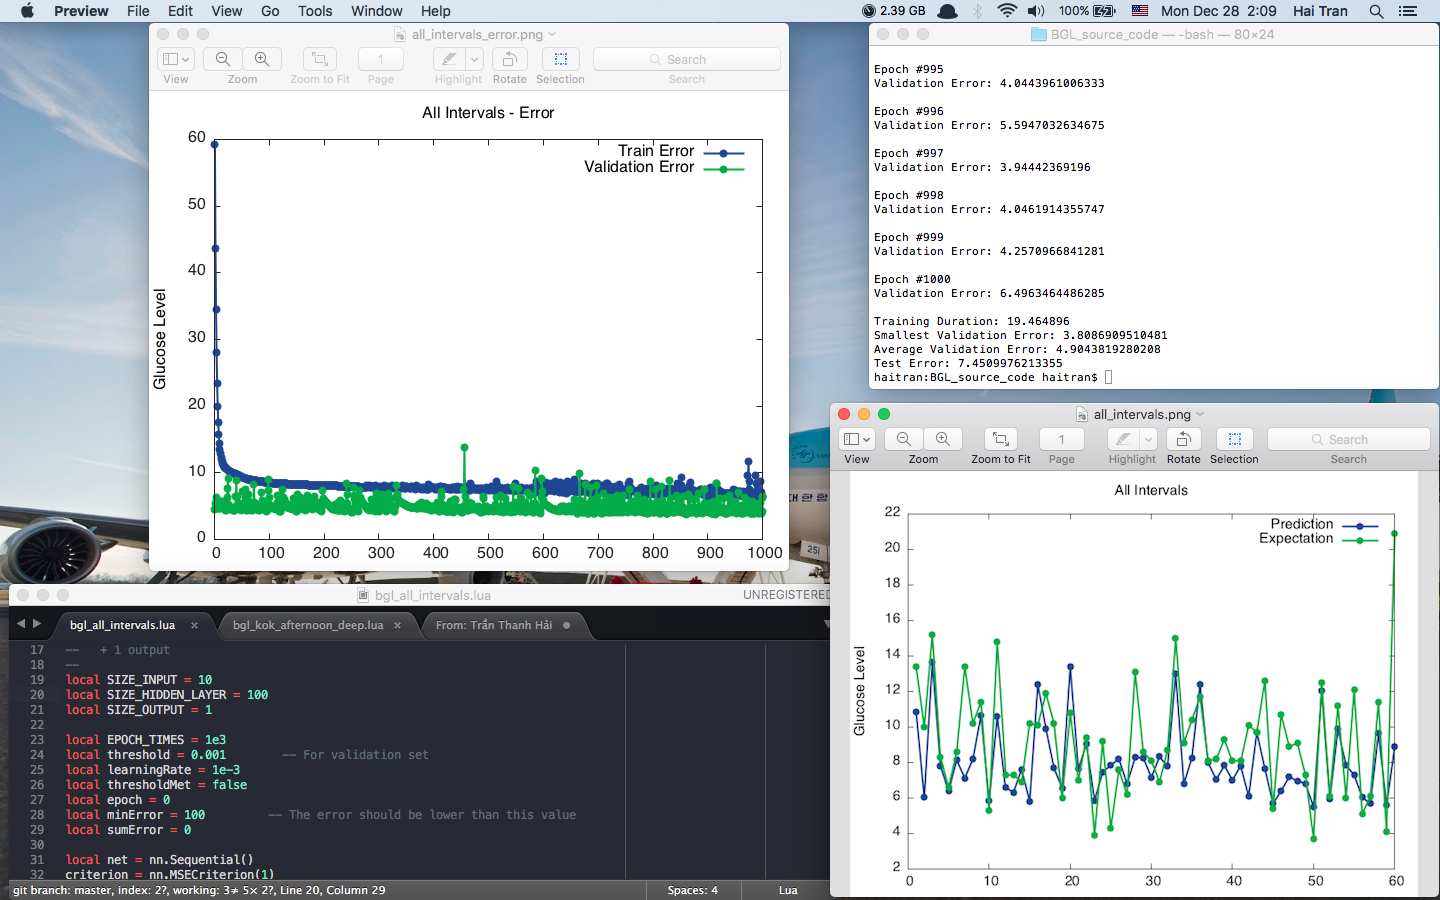 Preview File Edit View Go Tools Window Help
2.39 GB 100% Mon Dec 28 2:09 Hai Tran
all_intervals_error.png
1 Search
View Zoom Zoom to Fit Page Highlight Rotate Selection Search
All Intervals - Error
Train Error
Validation Error
Glucose Level
60
50
40
30
20
10
0
0 100 200 300 400 500 600 700 800 900 1000
BGL_source_code — -bash — 80×24
Epoch #995
Validation Error: 4.0443961006333
Epoch #996
Validation Error: 5.5947032634675
Epoch #997
Validation Error: 3.94442369196
Epoch #998
Validation Error: 4.0461914355747
Epoch #999
Validation Error: 4.2570966841281
Epoch #1000
Validation Error: 6.4963464486285
Training Duration: 19.464896
Smallest Validation Error: 3.8086909510481
Average Validation Error: 4.9043819280208
Test Error: 7.4509976213355
haitran:BGL_source_code haitran$
대한항
251
bgl_all_intervals.lua UNREGISTERED
bgl_all_intervals.lua × bgl_kok_afternoon_deep.lua × From: Trần Thanh Hải
17 -- + 1 output
18 --
19 local SIZE_INPUT = 10
20 local SIZE_HIDDEN_LAYER = 100
21 local SIZE_OUTPUT = 1
22
23 local EPOCH_TIMES = 1e3
24 local threshold = 0.001 -- For validation set
25 local learningRate = 1e-3
26 local thresholdMet = false
27 local epoch = 0
28 local minError = 100 -- The error should be lower than this value
29 local sumError = 0
30
31 local net = nn.Sequential()
32 criterion = nn.MSECriterion(1)
git branch: master, index: 2?, working: 3≠ 5× 2?, Line 20, Column 29 Spaces: 4 Lua
all_intervals.png
1 Search
View Zoom Zoom to Fit Page Highlight Rotate Selection Search
All Intervals
Prediction
Expectation
Glucose Level
22
20
18
16
14
12
10
8
6
4
2
0 10 20 30 40 50 60